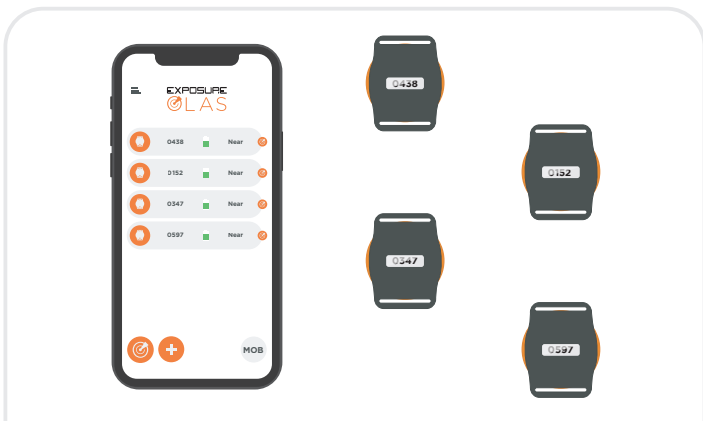 EXPOSURE
OLAS
0438 Near
0152 Near
0347 Near
0597 Near
MOB
0438
0152
0347
0597